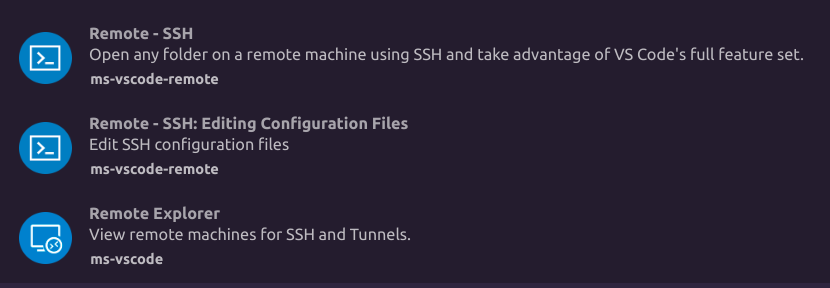 Remote - SSH
Open any folder on a remote machine using SSH and take advantage of VS Code's full feature set.
ms-vscode-remote
Remote - SSH: Editing Configuration Files
Edit SSH configuration files
ms-vscode-remote
Remote Explorer
View remote machines for SSH and Tunnels.
ms-vscode